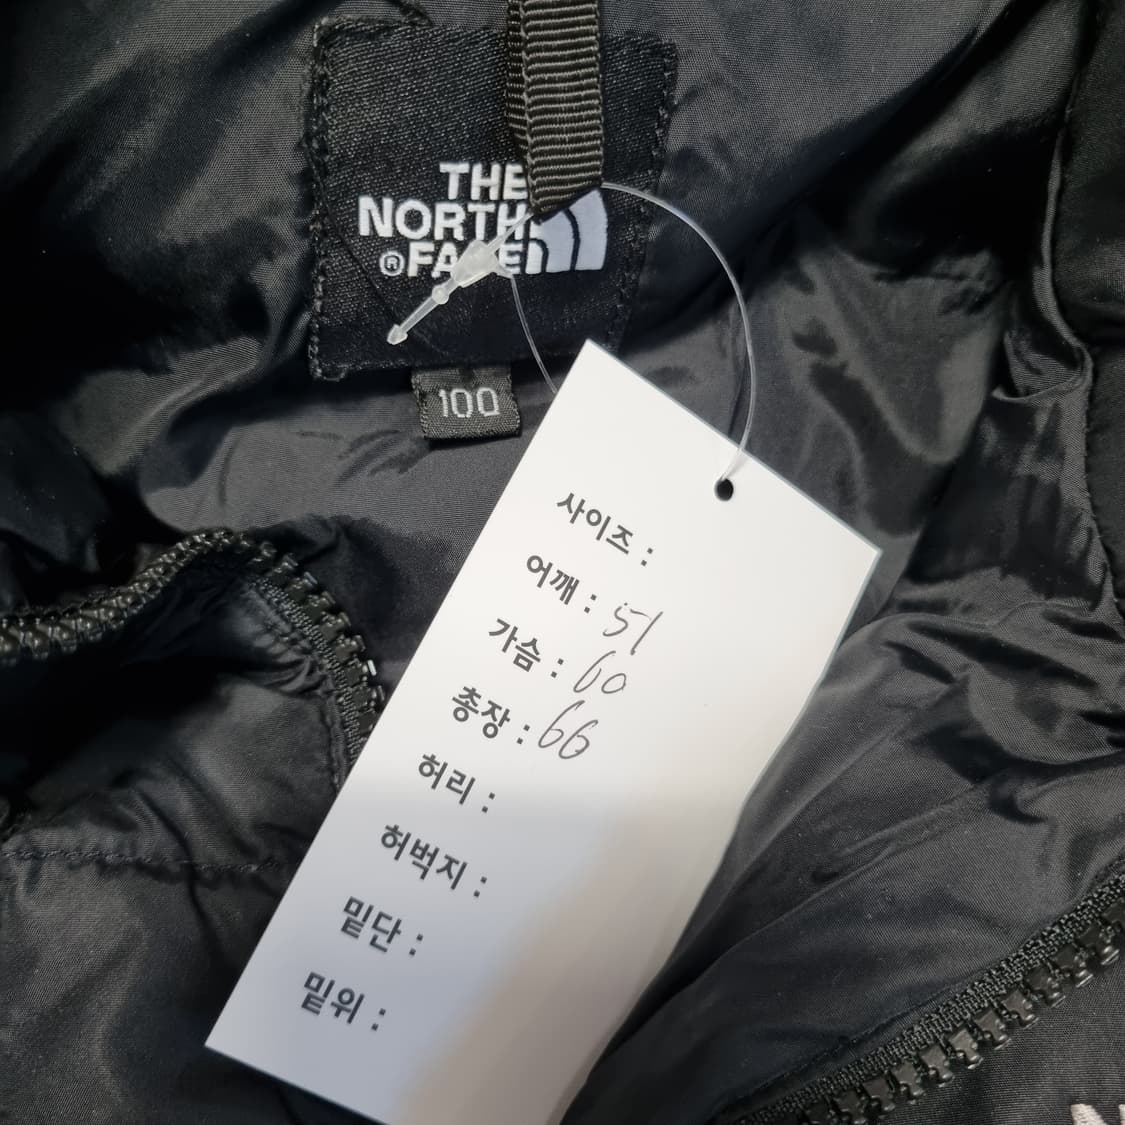 THE
NORTH
®FACE
100
사이즈 :
어깨 : 51
가슴 : 60
총장 : 66
허리 :
허벅지 :
밑단 :
밑위 :